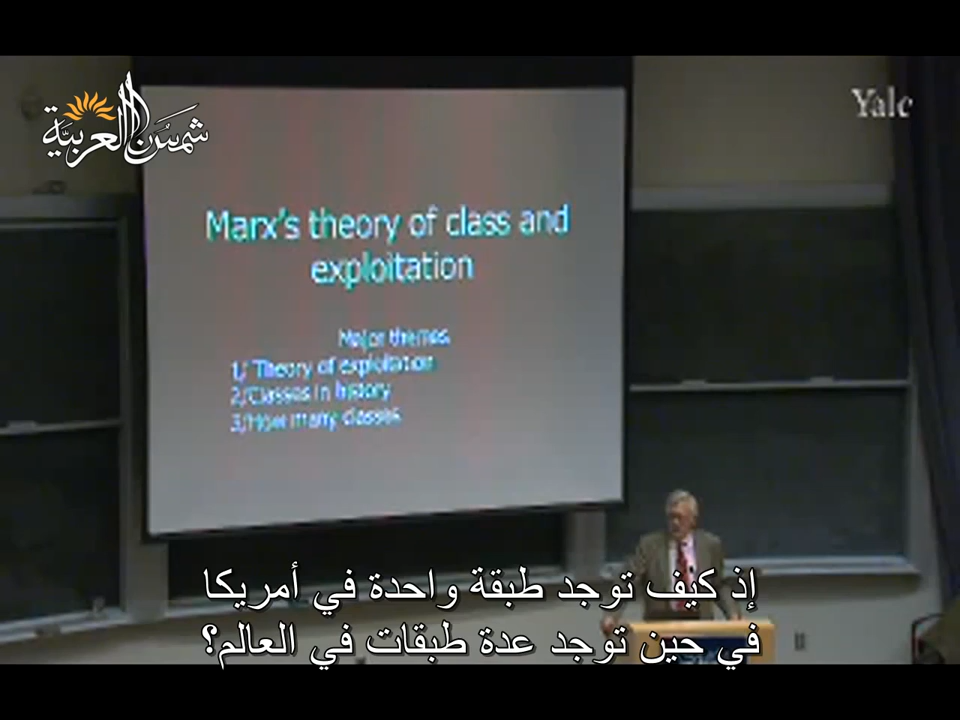 شمس العربية
Yale
Marx's theory of class and
exploitation
Major themes
1/ Theory of exploitation
2/Classes in history
3/How many classes
إذ كيف توجد طبقة واحدة في أمريكا
في حين توجد عدة طبقات في العالم؟